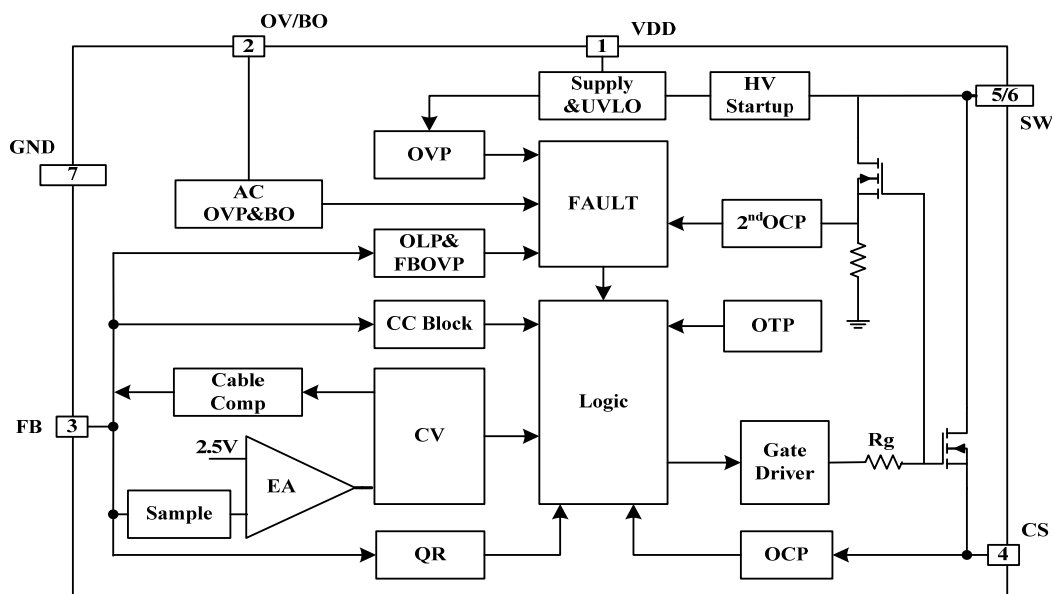 OV/BO
VDD
2
1
Supply
&UVLO
HV
Startup
5/6
SW
GND
7
OVP
AC
OVP&BO
FAULT
2ndOCP
OLP&
FBOVP
CC Block
OTP
Cable
Comp
Logic
FB
3
CV
2.5V
EA
Gate
Driver
Rg
Sample
QR
OCP
CS
4